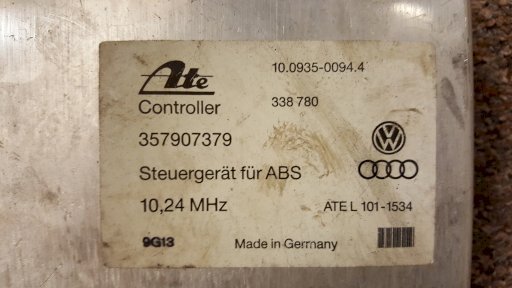 Ate 10.0935-0094.4
Controller 338 780
357907379
Steuergerät für ABS
10,24 MHz ATE L 101-1534
9G13 Made in Germany